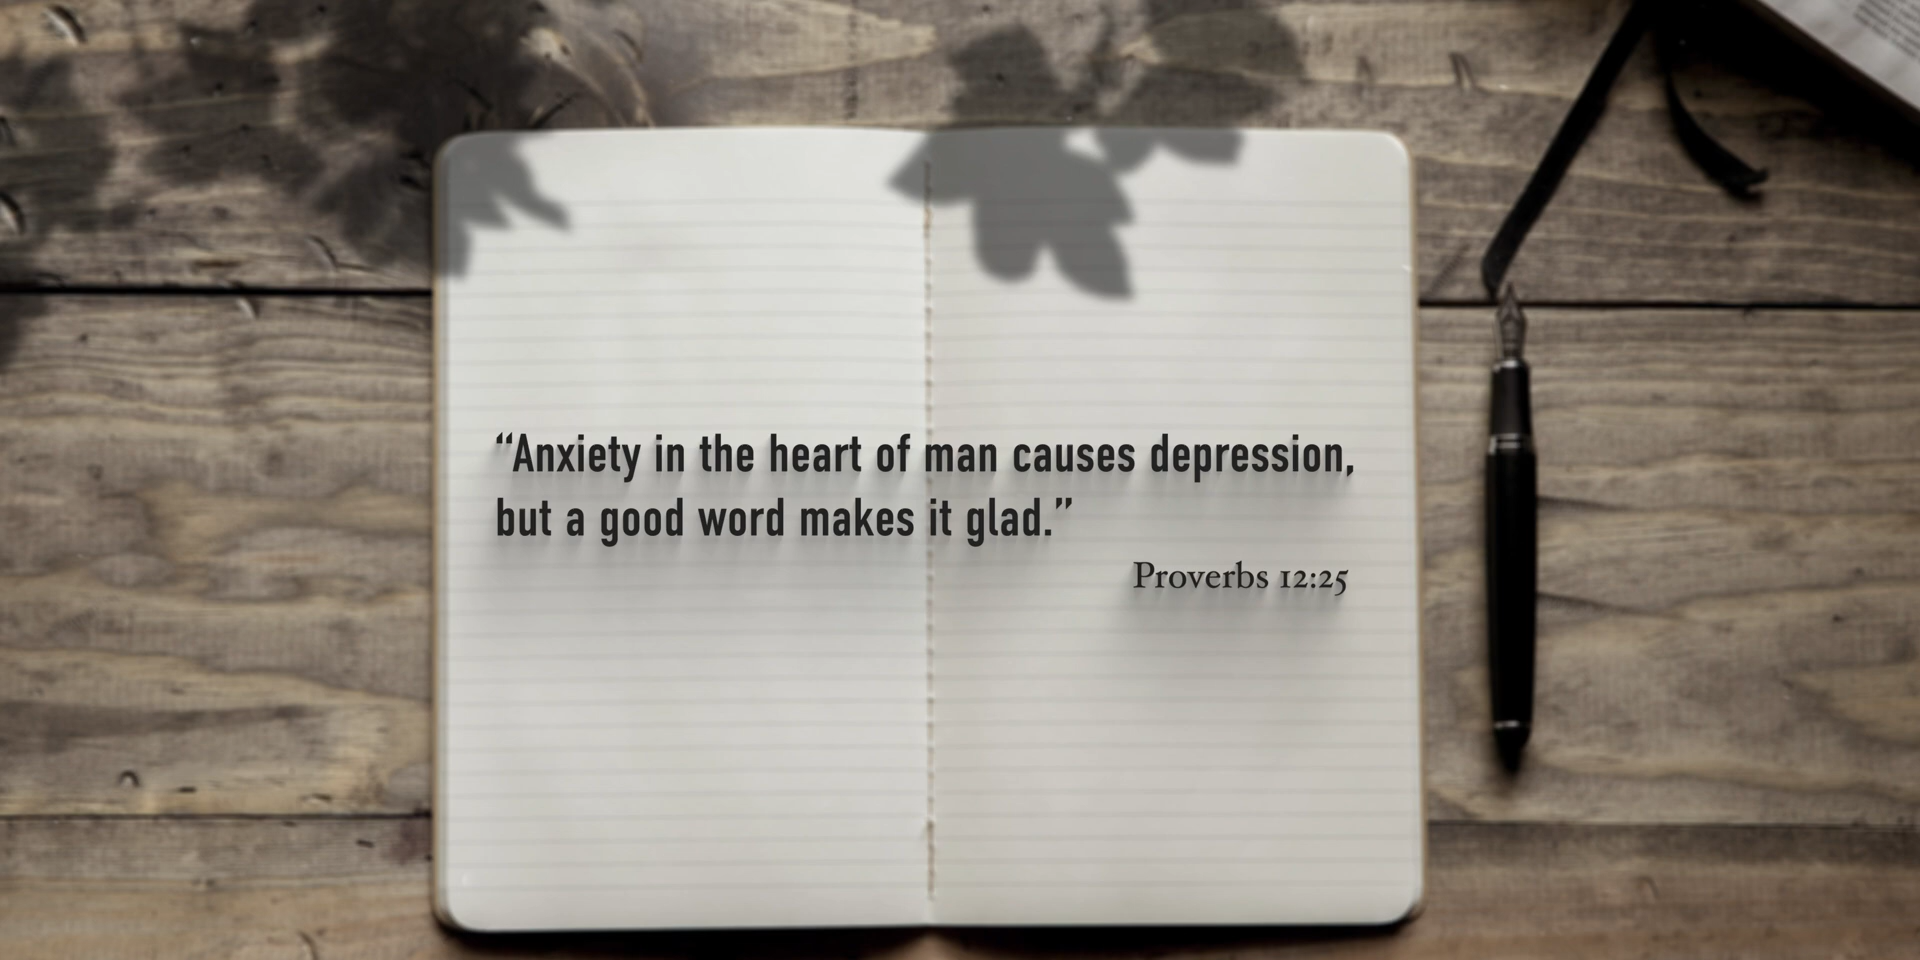 “Anxiety in the heart of man causes depression,
but a good word makes it glad.”
Proverbs 12:25